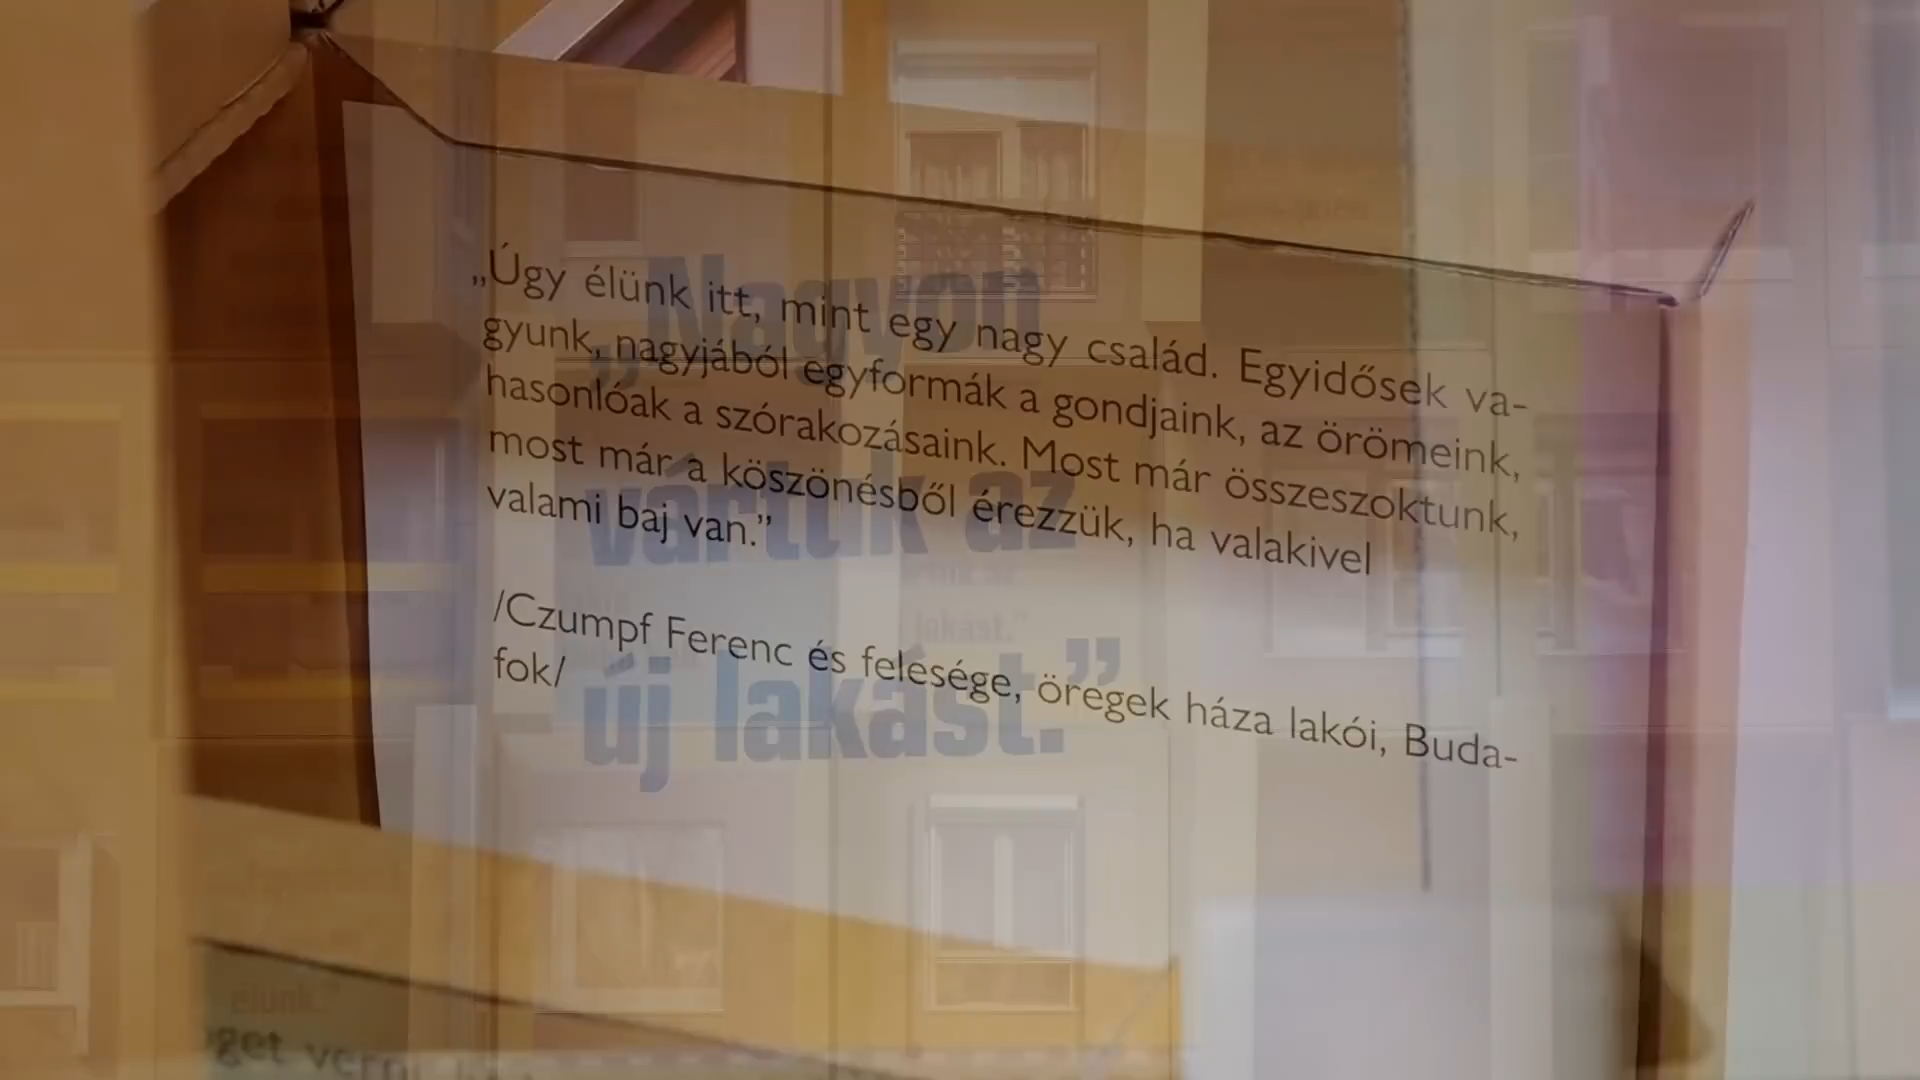 „Úgy élünk itt, mint egy nagy család. Egyidősek va-
gyunk, nagyjából egyformák a gondjaink, az örömeink,
hasonlóak a szórakozásaink. Most már összeszoktunk,
most már a köszönésből érezzük, ha valakivel
valami baj van.”
/Czumpf Ferenc és felesége, öregek háza lakói, Buda-
fok/
„Nagyon
vártuk az
új lakást.”
lakást.”
élünk.”